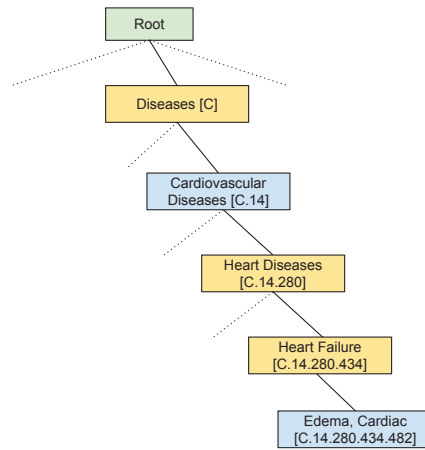 Root
Diseases [C]
Cardiovascular
Diseases [C.14]
Heart Diseases
[C.14.280]
Heart Failure
[C.14.280.434]
Edema, Cardiac
[C.14.280.434.482]